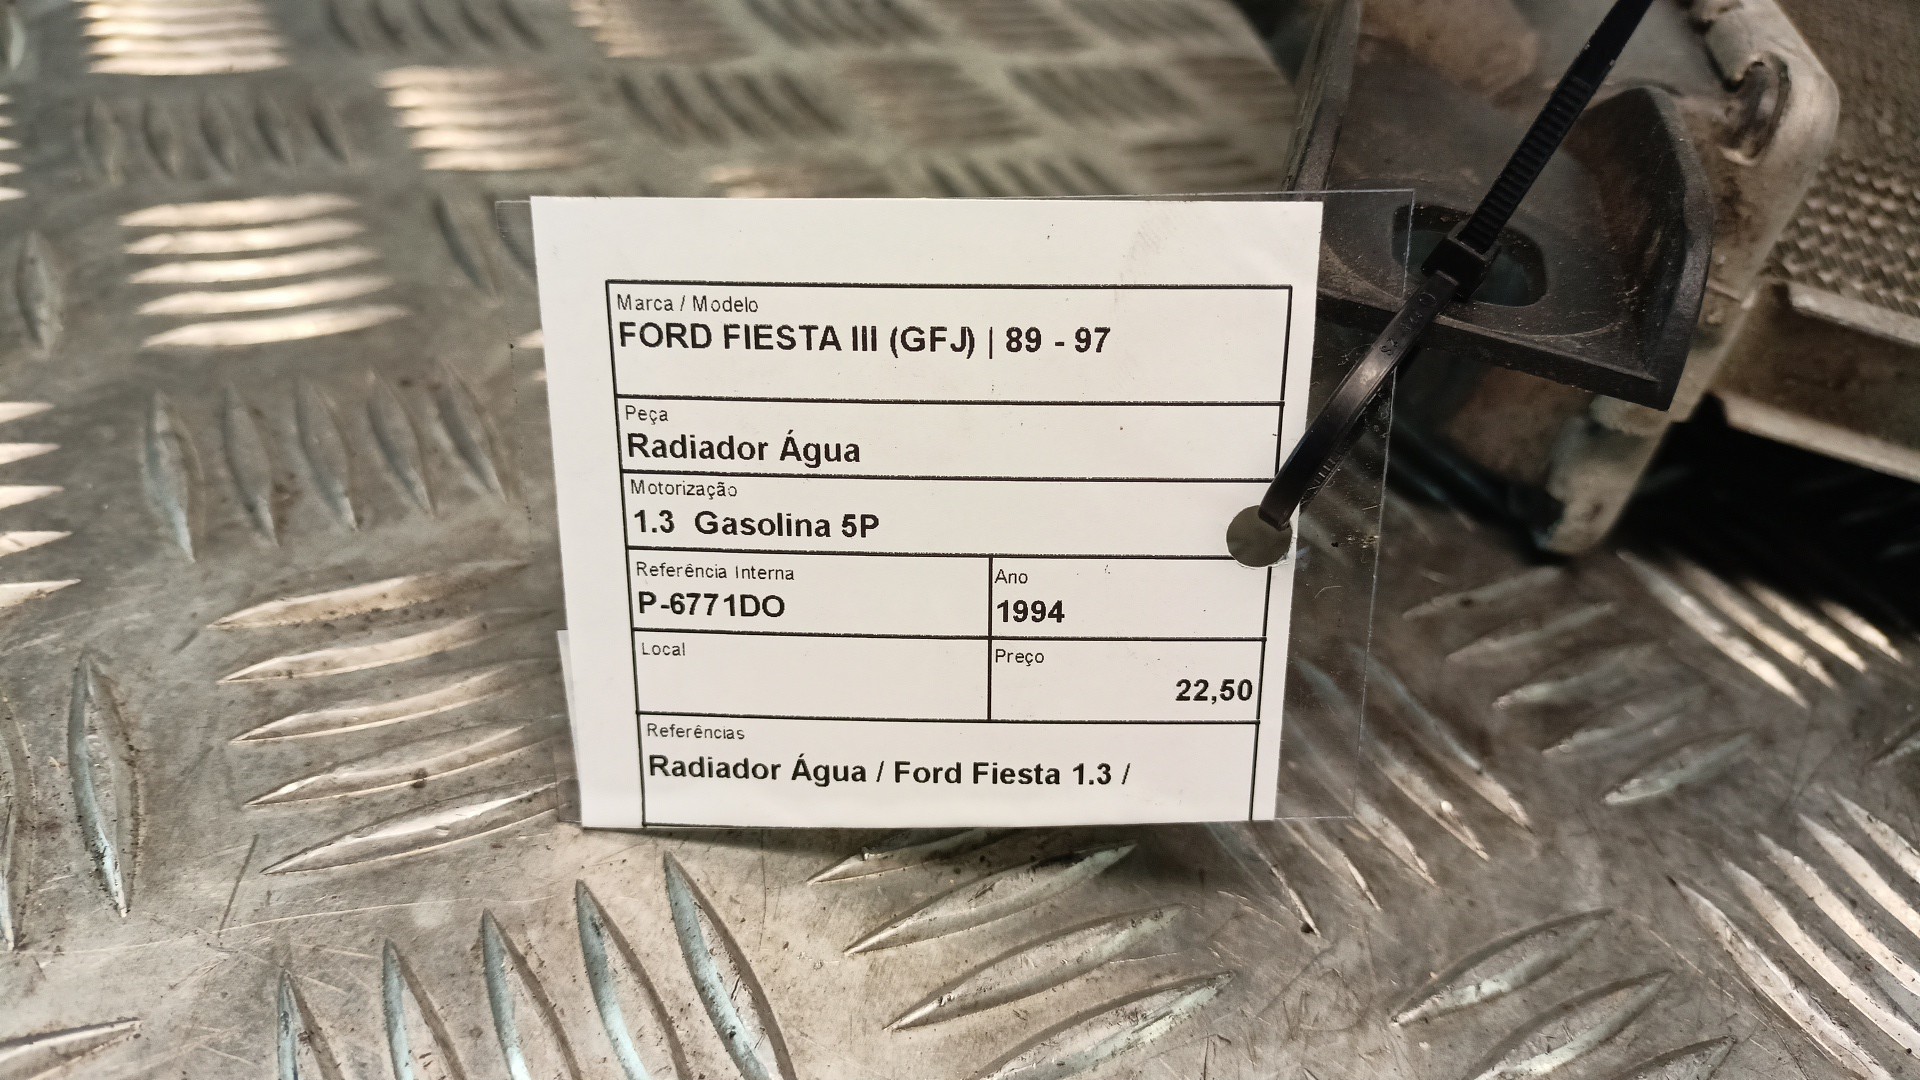 Marca / Modelo
FORD FIESTA III (GFJ) | 89 - 97
Peça
Radiador Água
Motorização
1.3  Gasolina 5P
Referência Interna
P-6771DO
Ano
1994
Local
Preço
22,50
Referências
Radiador Água / Ford Fiesta 1.3 /